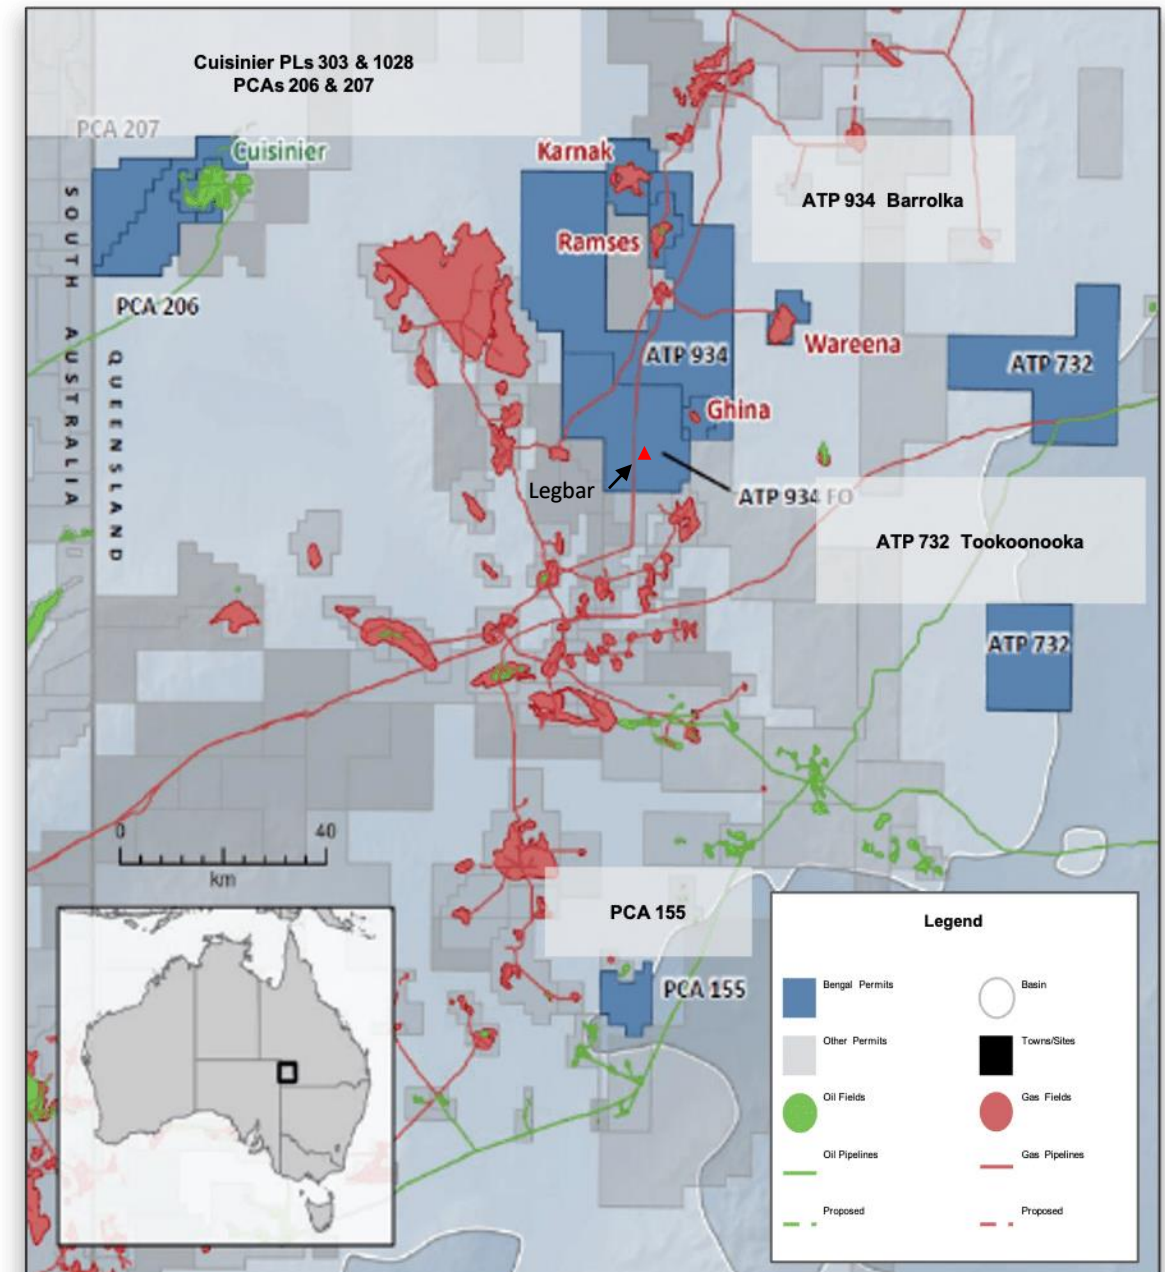 Cuisinier PLs 303 & 1028
PCAs 206 & 207
PCA 207
Cuisinier
Karnak
ATP 934 Barrolka
Ramses
PCA 206
SOUTH AUSTRALIA
QUEENSLAND
ATP 934
Wareena
ATP 732
Ghina
Legbar
ATP 934 FO
ATP 732 Tookoonooka
ATP 732
0 40
km
PCA 155
PCA 155
Legend
Bengal Permits
Basin
Other Permits
Towns/Sites
Oil Fields
Gas Fields
Oil Pipelines
Gas Pipelines
Proposed
Proposed